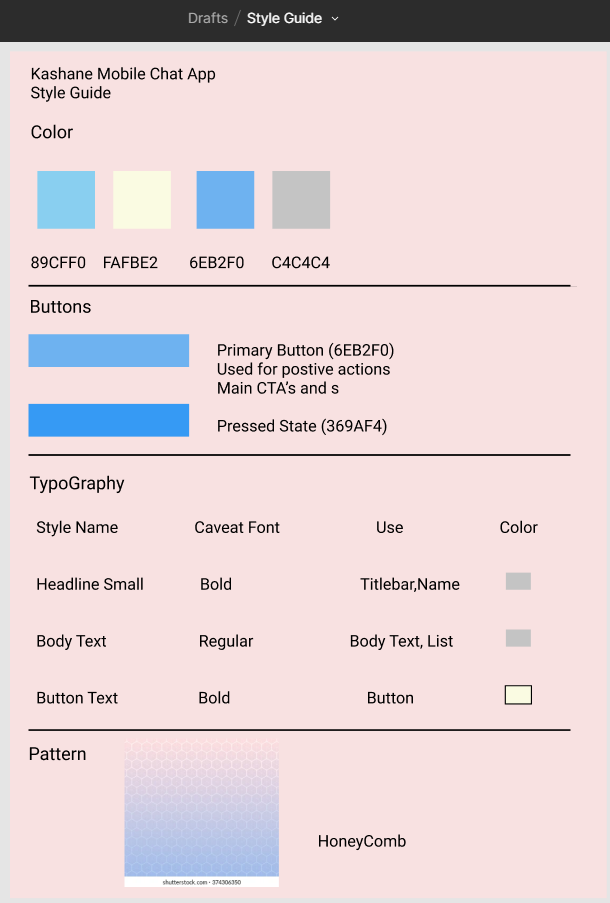 Drafts / Style Guide
Kashane Mobile Chat App
Style Guide
Color
89CFF0 FAFBE2 6EB2F0 C4C4C4
Buttons
Primary Button (6EB2F0)
Used for postive actions
Main CTA's and s
Pressed State (369AF4)
TypoGraphy
Style Name Caveat Font Use Color
Headline Small Bold Titlebar,Name
Body Text Regular Body Text, List
Button Text Bold Button
Pattern
HoneyComb
shutterstock.com • 374306350